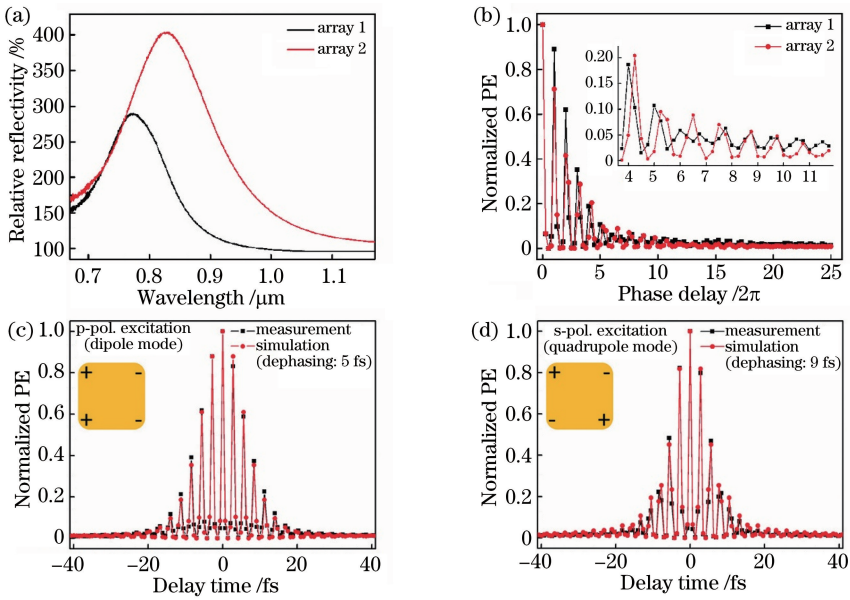 (a)
array 1
array 2
Relative reflectivity /%
400
350
300
250
200
150
100
0.7
0.8
0.9
1.0
1.1
Wavelength /μm
(b)
array 1
array 2
Normalized PE
1.0
0.8
0.6
0.4
0.2
0
0.20
0.15
0.10
0.05
0
4
5
6
7
8
9
10
11
0
5
10
15
20
25
Phase delay /2π
(c)
p-pol. excitation
(dipole mode)
measurement
simulation
(dephasing: 5 fs)
+ -
+ -
Normalized PE
1.0
0.8
0.6
0.4
0.2
0
−40
−20
0
20
40
Delay time /fs
(d)
s-pol. excitation
(quadrupole mode)
measurement
simulation
(dephasing: 9 fs)
+ -
- +
Normalized PE
1.0
0.8
0.6
0.4
0.2
0
−40
−20
0
20
40
Delay time /fs